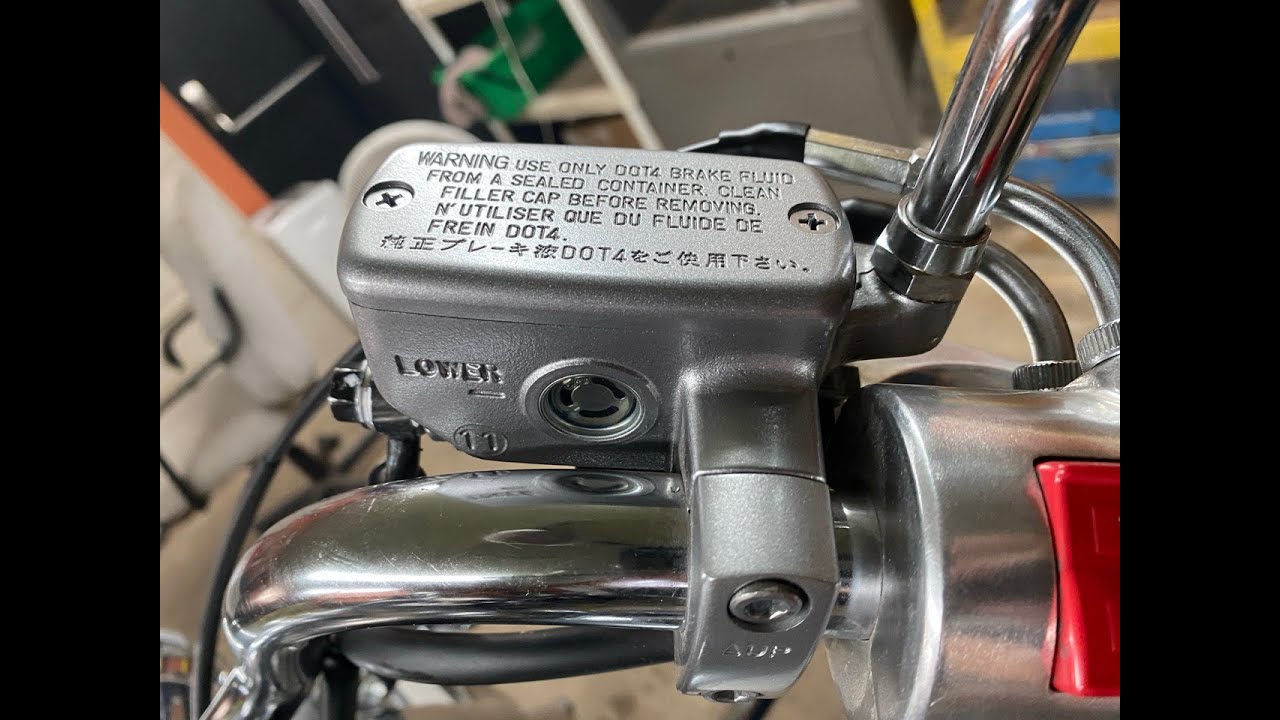 WARNING USE ONLY DOT4 BRAKE FLUID
FROM A SEALED CONTAINER. CLEAN
FILLER CAP BEFORE REMOVING.
N'UTILISER QUE DU FLUIDE DE
FREIN DOT4.
純正ブレーキ液DOT4をご使用下さい。
LOWER
11
UP